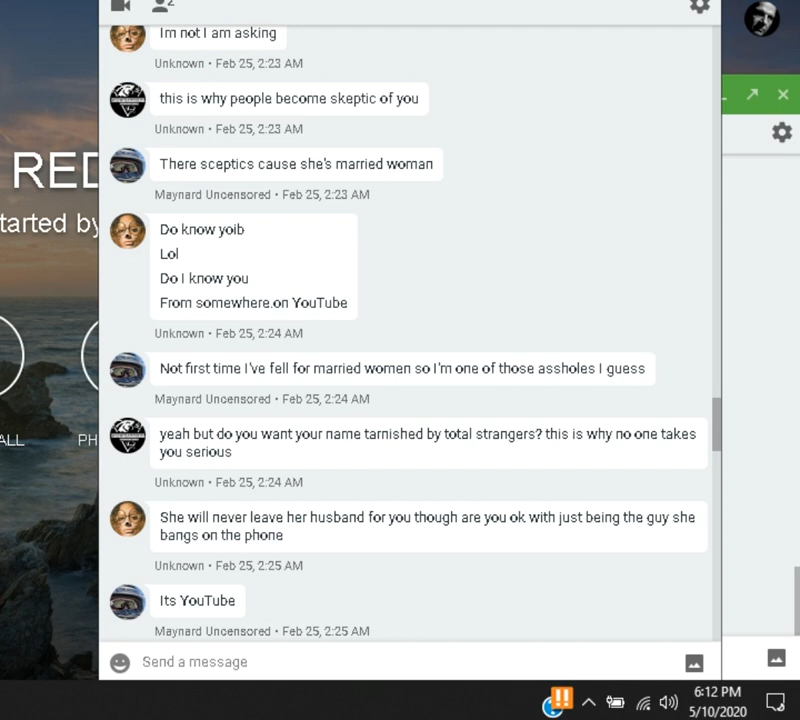 2
Im not I am asking
Unknown • Feb 25, 2:23 AM
this is why people become skeptic of you
Unknown • Feb 25, 2:23 AM
There sceptics cause she's married woman
Maynard Uncensored • Feb 25, 2:23 AM
RED
tarted by
Do know yoib
Lol
Do I know you
From somewhere.on YouTube
Unknown • Feb 25, 2:24 AM
Not first time I've fell for married women so I'm one of those assholes I guess
Maynard Uncensored • Feb 25, 2:24 AM
ALL
PH
yeah but do you want your name tarnished by total strangers? this is why no one takes
you serious
Unknown • Feb 25, 2:24 AM
She will never leave her husband for you though are you ok with just being the guy she
bangs on the phone
Unknown • Feb 25, 2:25 AM
Its YouTube
Maynard Uncensored • Feb 25, 2:25 AM
Send a message
6:12 PM
5/10/2020